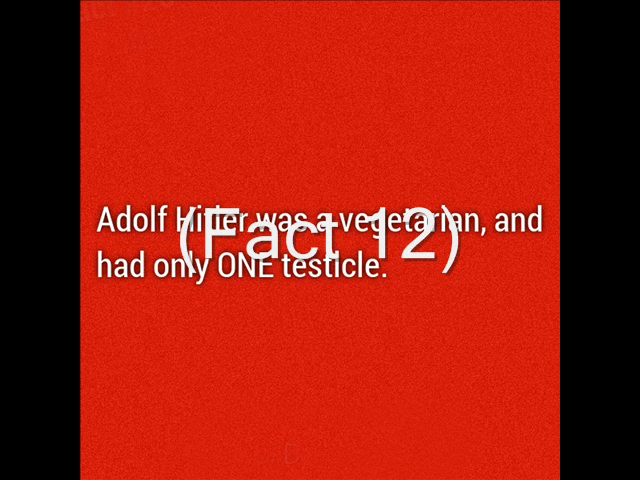 Adolf Hitler was a vegetarian, and
(Fact 12)
had only ONE testicle.